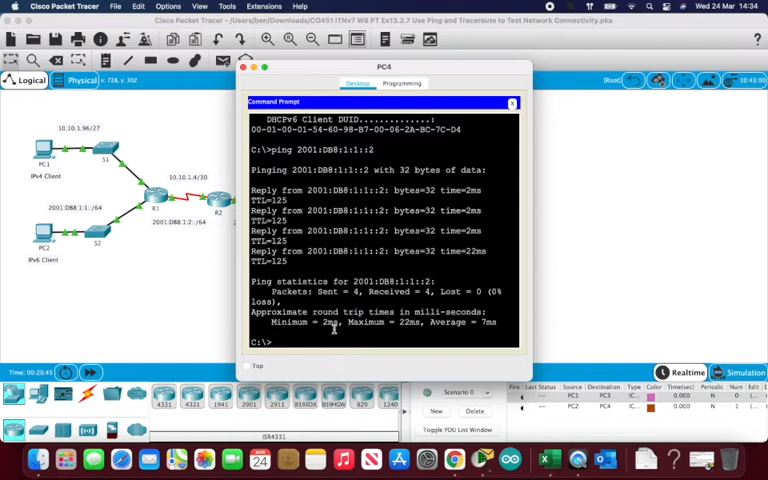 Cisco Packet Tracer File Edit Options View Tools Extensions Help Wed 24 Mar 14:34
Cisco Packet Tracer - /Users/ben/Downloads/CO451 ITNv7 W8 PT Ex13.2.7 Use Ping and Traceroute to Test Network Connectivity.pka
Logical Physical x: 728, y: 302 10:43:00
PC4
Desktop Programming
Command Prompt X
DHCPv6 Client DUID..............:
00-01-00-01-54-60-98-B7-00-06-2A-BC-7C-D4
C:\>ping 2001:DB8:1:1::2
Pinging 2001:DB8:1:1::2 with 32 bytes of data:
Reply from 2001:DB8:1:1::2: bytes=32 time=2ms
TTL=125
Reply from 2001:DB8:1:1::2: bytes=32 time=2ms
TTL=125
Reply from 2001:DB8:1:1::2: bytes=32 time=2ms
TTL=125
Reply from 2001:DB8:1:1::2: bytes=32 time=22ms
TTL=125
Ping statistics for 2001:DB8:1:1::2:
Packets: Sent = 4, Received = 4, Lost = 0 (0%
loss),
Approximate round trip times in milli-seconds:
Minimum = 2ms, Maximum = 22ms, Average = 7ms
C:\>
Top
10.10.1.96/27
PC1
IPv4 Client
S1
10.10.1.4/30
R1
R2
2001:DB8:1:1::/64
2001:DB8:1:2::/64
PC2
IPv6 Client
S2
Time: 00:20:45
Realtime Simulation
4331 4321 1941 2901 2911 819IOX 819HGW 829 1240
ISR4331
Scenario 0
New Delete
Toggle PDU List Window
Fire Last Status Source Destination Type Color Time(sec) Periodic Num Edit
PC1 PC3 IC... 0.000 N 0
PC2 PC4 IC... 0.000 N 1
MAR
24